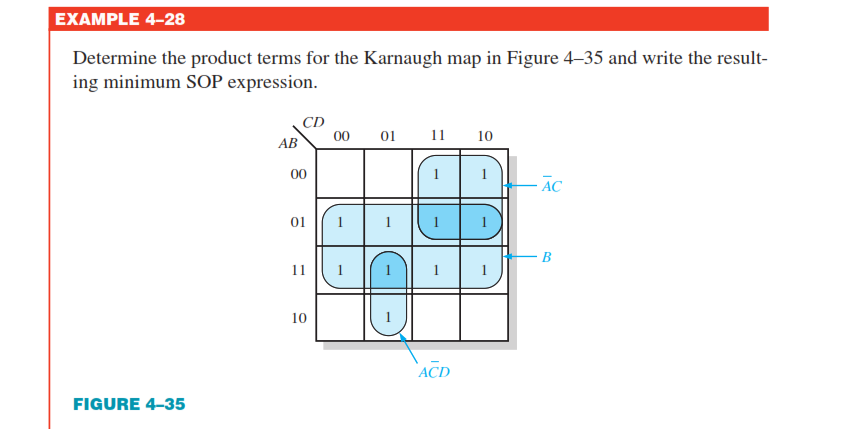 EXAMPLE 4–28
Determine the product terms for the Karnaugh map in Figure 4–35 and write the result-
ing minimum SOP expression.
CD
AB 00 01 11 10
00 1 1 A̅C
01 1 1 1 1
11 1 1 1 1 B
10 1
AC̅D
FIGURE 4–35